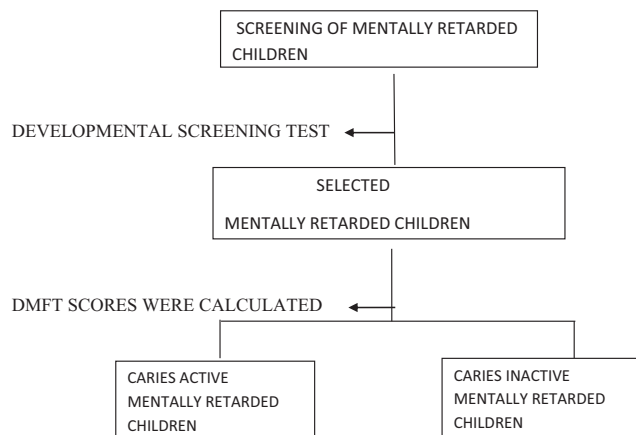 SCREENING OF MENTALLY RETARDED
CHILDREN
DEVELOPMENTAL SCREENING TEST
SELECTED
MENTALLY RETARDED CHILDREN
DMFT SCORES WERE CALCULATED
CARIES ACTIVE
MENTALLY RETARDED
CHILDREN
CARIES INACTIVE
MENTALLY RETARDED
CHILDREN